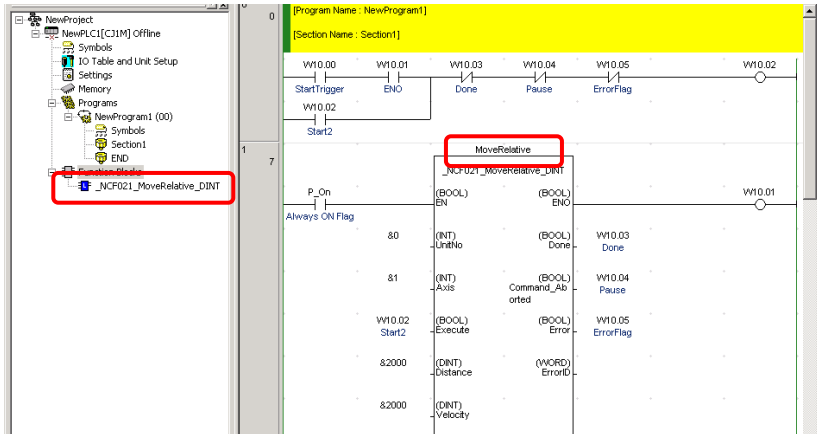 NewProject
NewPLC1[CJ1M] Offline
Symbols
IO Table and Unit Setup
Settings
Memory
Programs
NewProgram1 (00)
Symbols
Section1
END
Function Blocks
_NCF021_MoveRelative_DINT
0
[Program Name : NewProgram1]
[Section Name : Section1]
W10.00 W10.01 W10.03 W10.04 W10.05 W10.02
StartTrigger ENO Done Pause ErrorFlag
W10.02
Start2
1
7
MoveRelative
_NCF021_MoveRelative_DINT
P_On (BOOL) (BOOL) W10.01
EN ENO
Always ON Flag
&0 (INT) (BOOL) W10.03
UnitNo Done Done
&1 (INT) (BOOL) W10.04
Axis Command_Ab Pause
orted
W10.02 (BOOL) (BOOL) W10.05
Start2 Execute Error ErrorFlag
&2000 (DINT) (WORD)
Distance ErrorID
&2000 (DINT)
Velocity